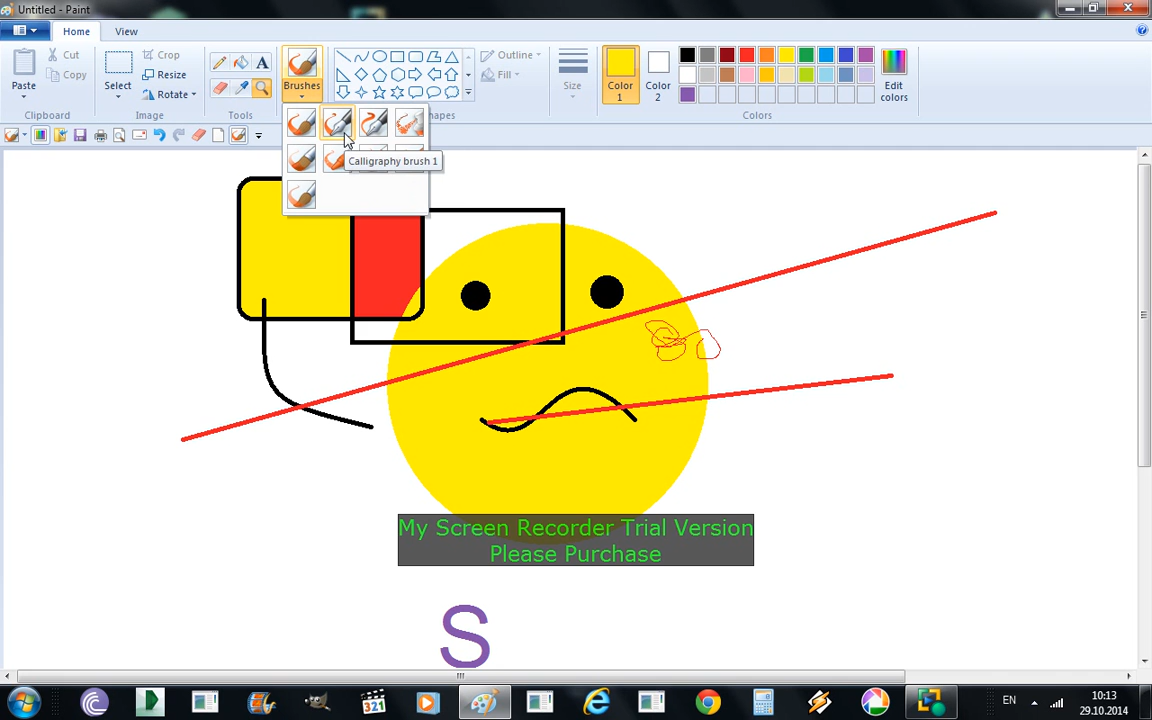 Untitled - Paint
Home
View
Cut
Copy
Paste
Clipboard
Select
Crop
Resize
Rotate
Image
Tools
Brushes
Outline
Fill
Size
Color 1
Color 2
Edit colors
Colors
Calligraphy brush 1
My Screen Recorder Trial Version
Please Purchase
S
321
EN
10:13
29.10.2014